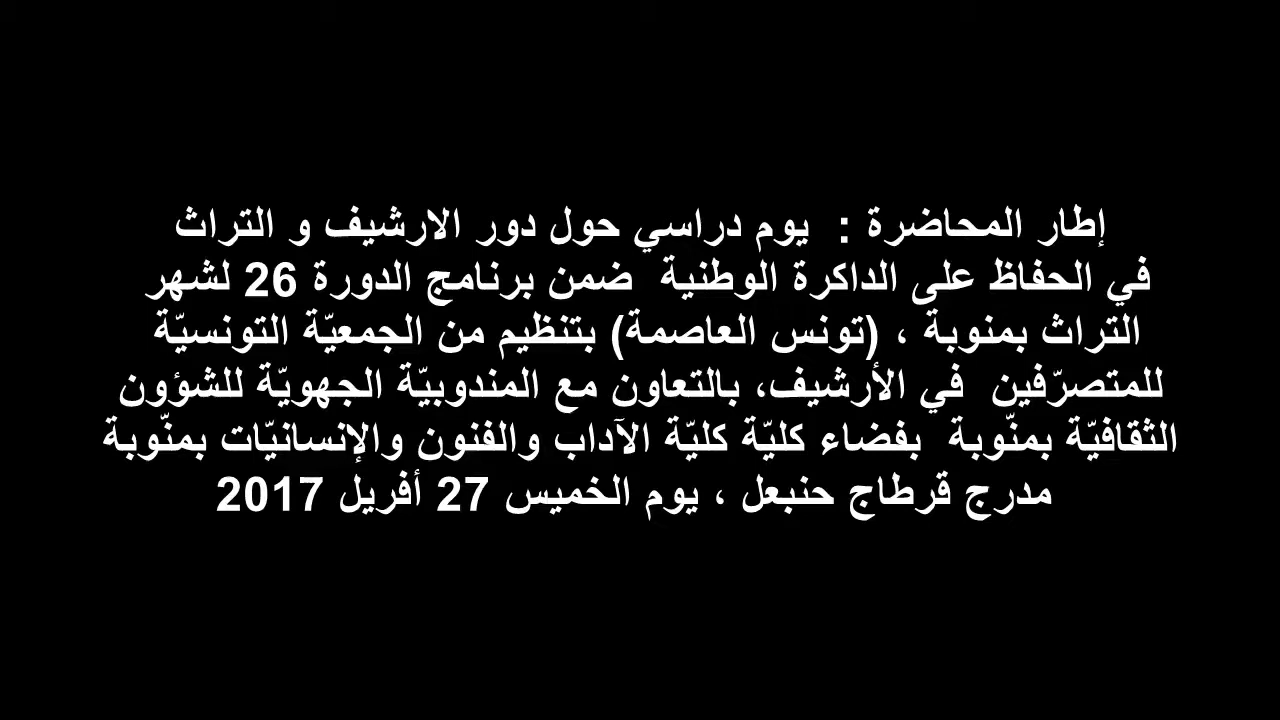 إطار المحاضرة :  يوم دراسي حول دور الارشيف و التراث
في الحفاظ على الداكرة الوطنية  ضمن برنامج الدورة 26 لشهر
التراث بمنوبة ، (تونس العاصمة) بتنظيم من الجمعيّة التونسيّة
للمتصرّفين  في الأرشيف، بالتعاون مع المندوبيّة الجهويّة للشؤون
الثقافيّة بمنّوبة  بفضاء كليّة كليّة الآداب والفنون والإنسانيّات بمنّوبة
مدرج قرطاج حنبعل ، يوم الخميس 27 أفريل 2017